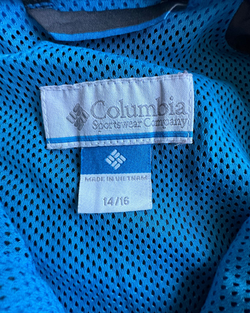 Columbia
Sportswear Company
MADE IN VIETNAM
14/16